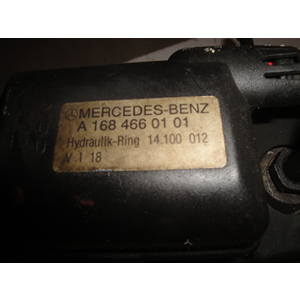 MERCEDES-BENZ
A 168 466 01 01
Hydraulik-Ring 14.100 012
V 1 18